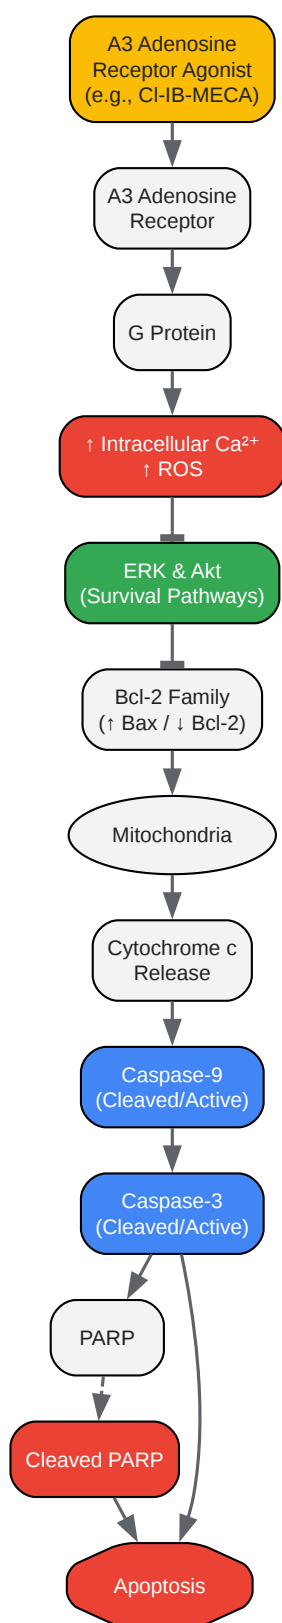 A3 Adenosine
Receptor Agonist
(e.g., Cl-IB-MECA)
A3 Adenosine
Receptor
G Protein
↑ Intracellular Ca²⁺
↑ ROS
ERK & Akt
(Survival Pathways)
Bcl-2 Family
(↑ Bax / ↓ Bcl-2)
Mitochondria
Cytochrome c
Release
Caspase-9
(Cleaved/Active)
Caspase-3
(Cleaved/Active)
PARP
Cleaved PARP
Apoptosis